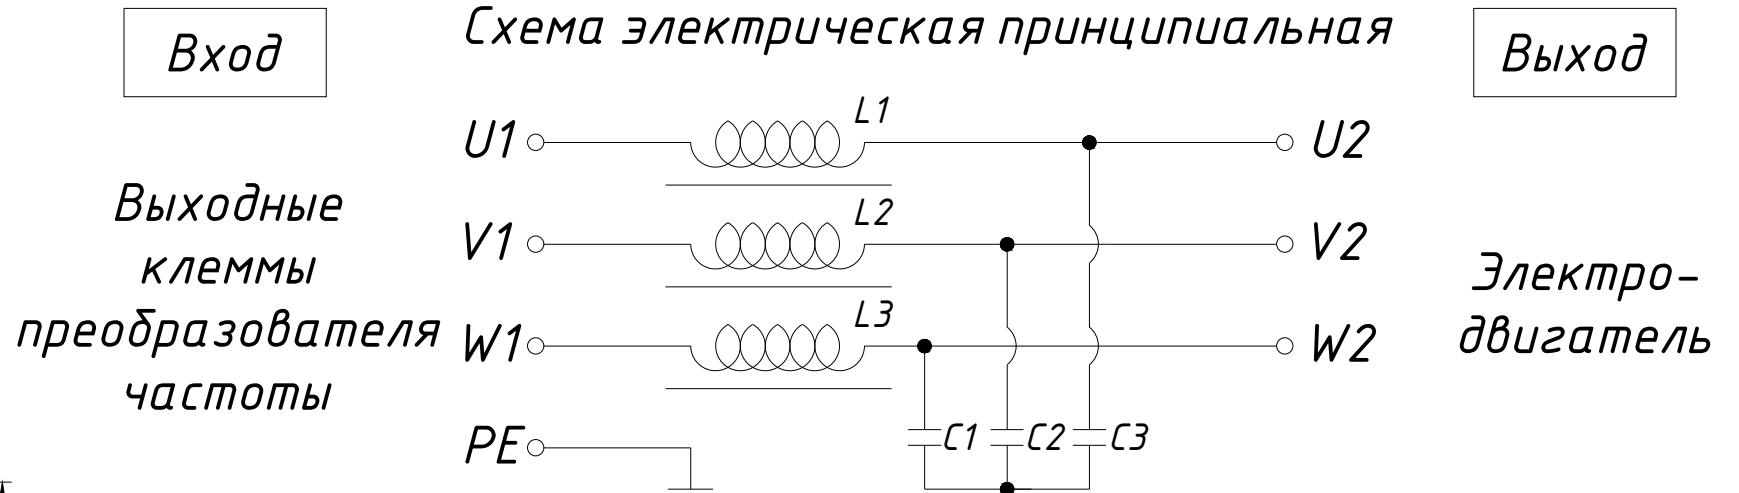 Вход
Схема электрическая принципиальная
Выход
U1
L1
U2
Выходные
клеммы
преобразователя
частоты
V1
L2
V2
Электро-
двигатель
W1
L3
W2
PE
C1
C2
C3